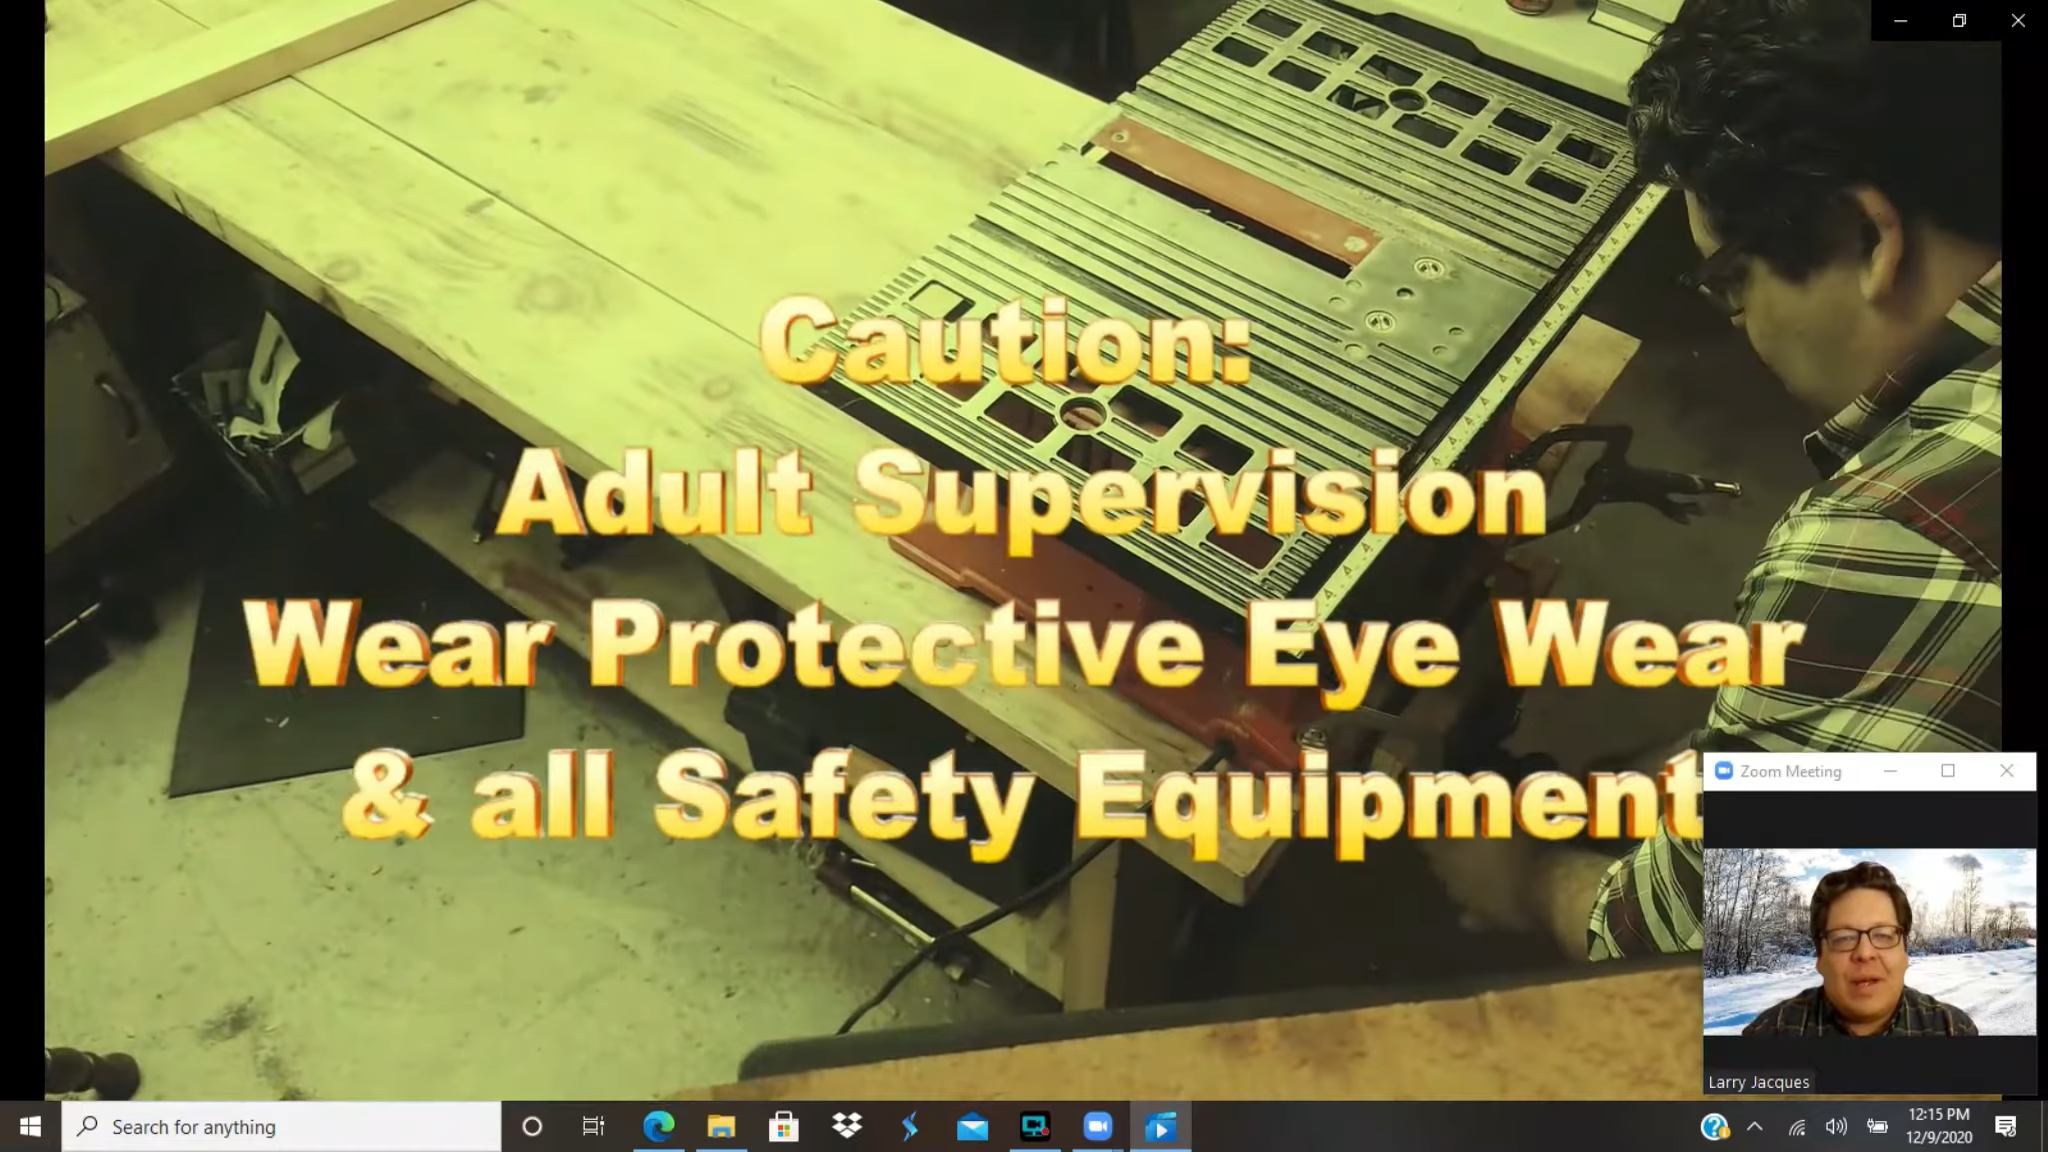 Caution:
Adult Supervision
Wear Protective Eye Wear
& all Safety Equipment
Zoom Meeting
Larry Jacques
Search for anything
12:15 PM
12/9/2020